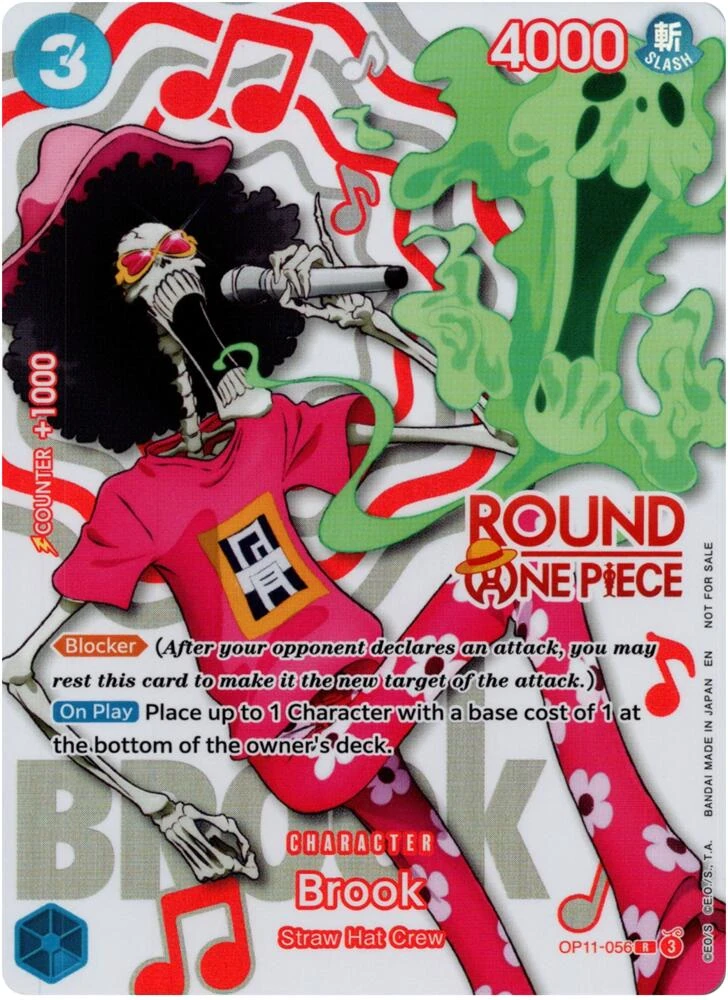 3
4000
斬
SLASH
COUNTER +1000
ROUND
ONE PIECE
Blocker (After your opponent declares an attack, you may
rest this card to make it the new target of the attack.)
On Play Place up to 1 Character with a base cost of 1 at
the bottom of the owner's deck.
BROOK
CHARACTER
Brook
Straw Hat Crew
OP11-056 R 3
©E.O/S ©E.O./S., T.A. BANDAI MADE IN JAPAN EN NOT FOR SALE